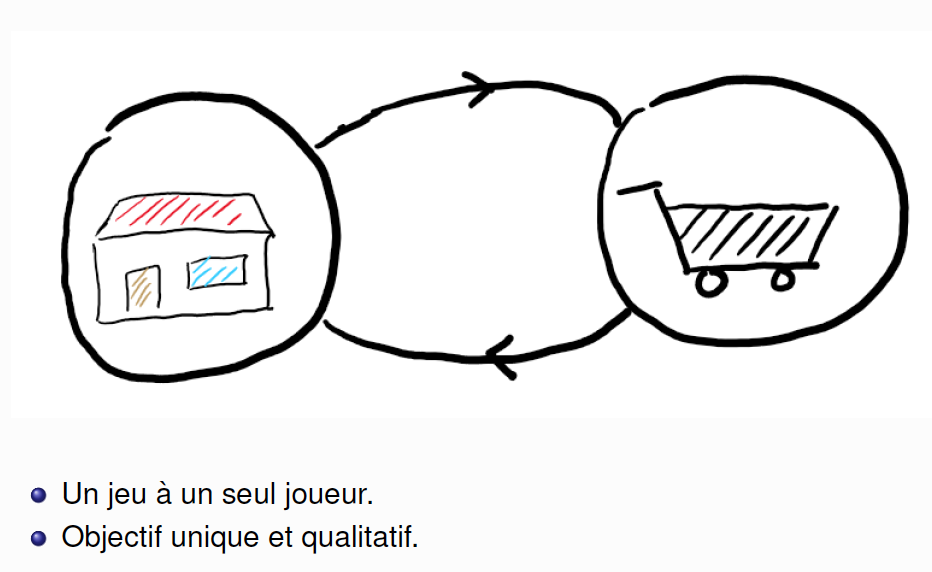 Un jeu à un seul joueur.
Objectif unique et qualitatif.